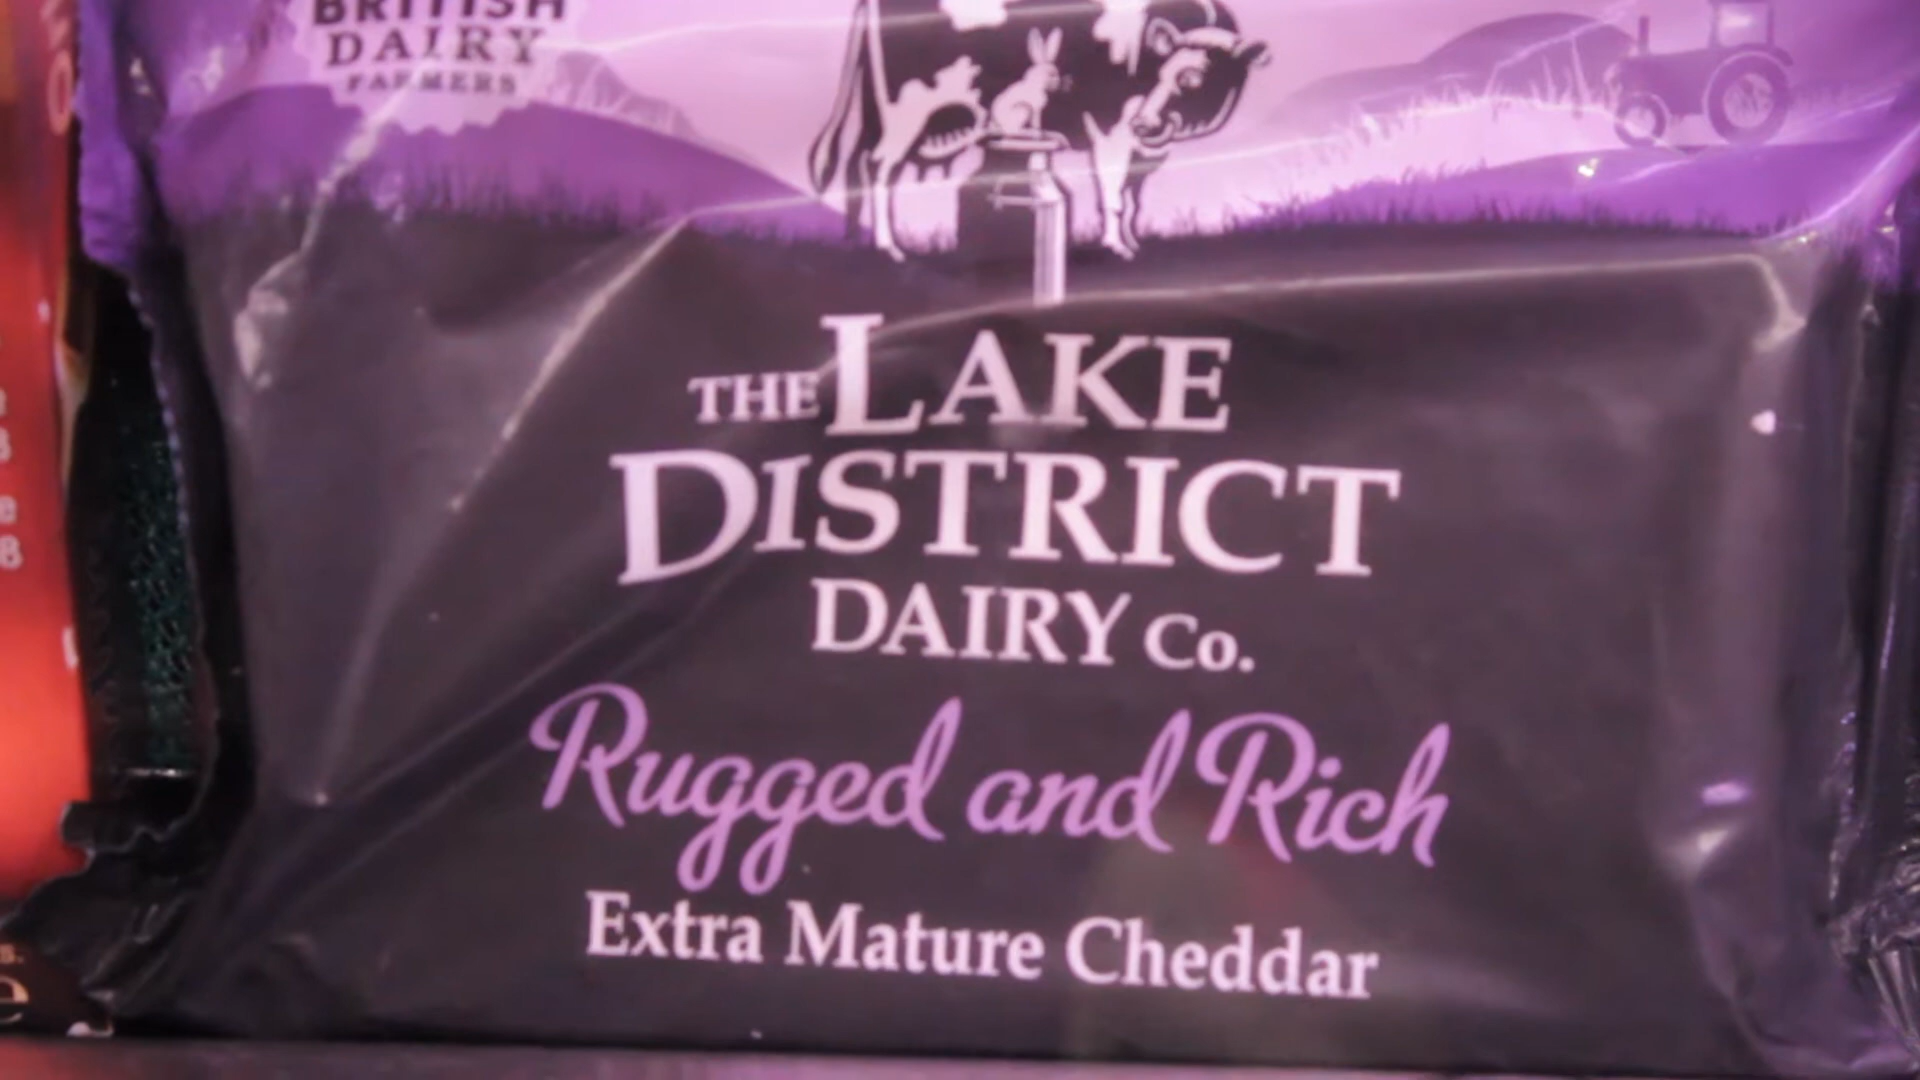 BRITISH
DAIRY
FARMERS
THE LAKE
DISTRICT
DAIRY Co.
Rugged and Rich
Extra Mature Cheddar